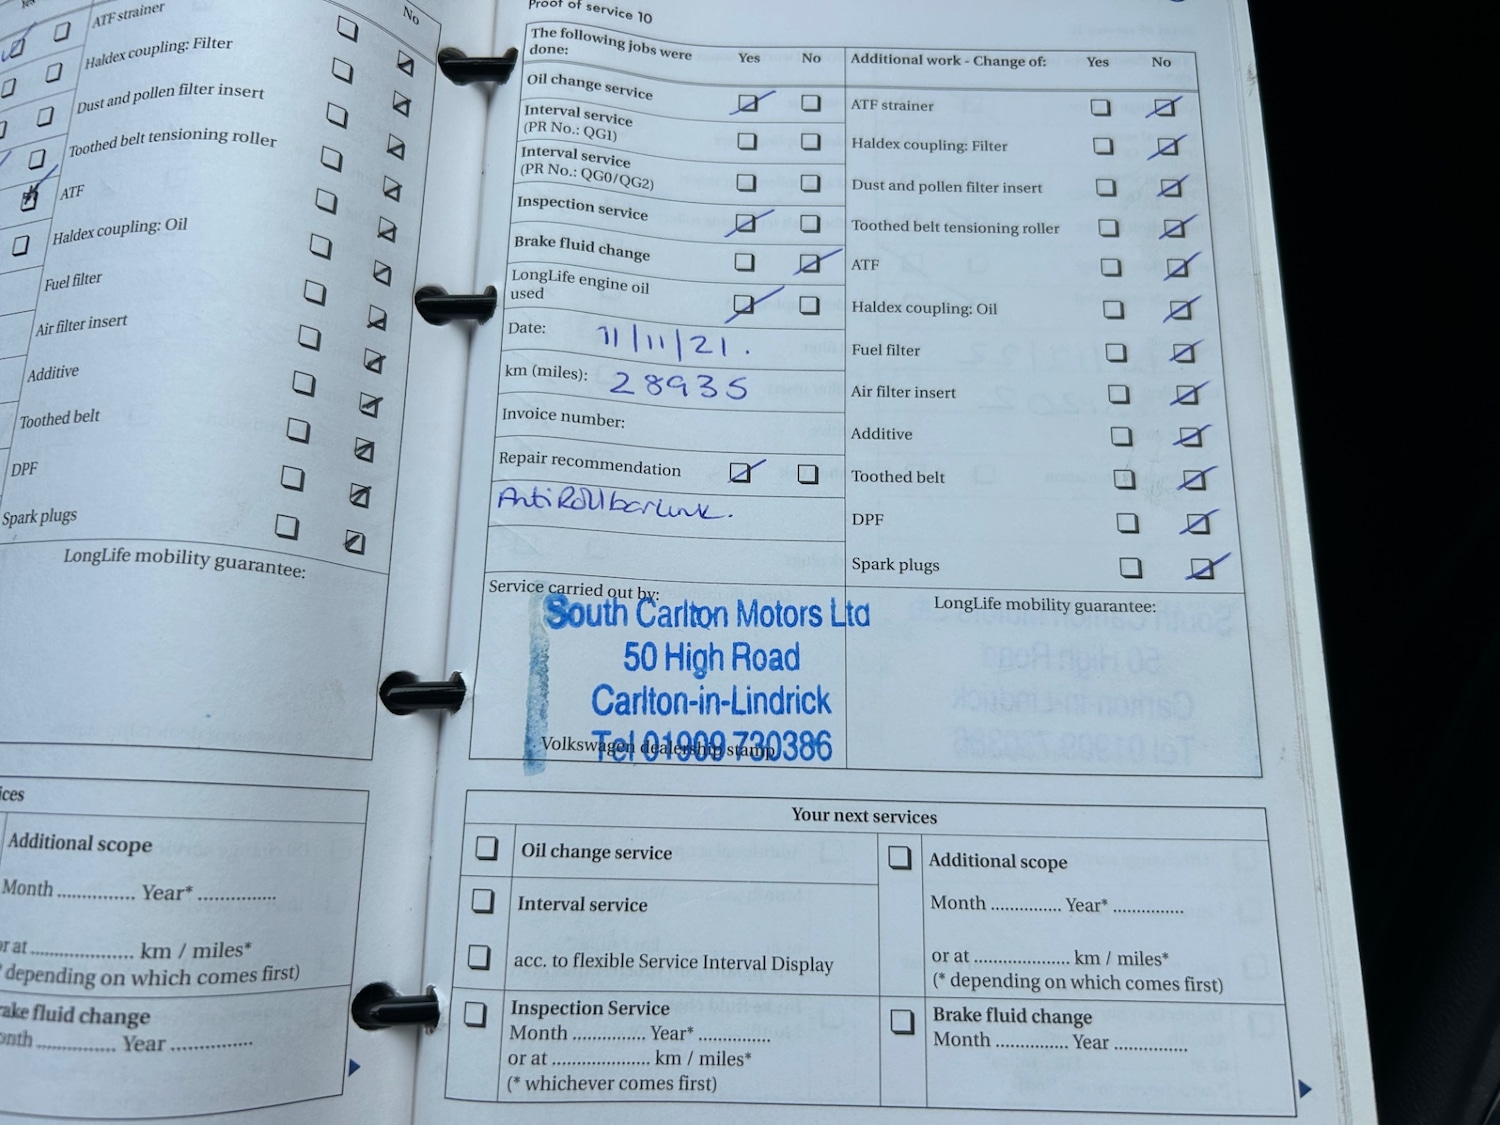 Yes
ATF strainer
No
Haldex coupling: Filter
Dust and pollen filter insert
Toothed belt tensioning roller
ATF
Haldex coupling: Oil
Fuel filter
Air filter insert
Additive
Toothed belt
DPF
Spark plugs
LongLife mobility guarantee:
Additional scope
Month .............. Year* ..............
or at .................... km / miles*
* depending on which comes first)
Brake fluid change
Month .............. Year ..............
Proof of service 10
The following jobs were
done:
Yes No
Oil change service
Interval service
(PR No.: QG1)
Interval service
(PR No.: QG0/QG2)
Inspection service
Brake fluid change
LongLife engine oil
used
Date: 11/11/21.
km (miles): 28935
Invoice number:
Repair recommendation
Anti Roll bar Link.
Additional work - Change of: Yes No
ATF strainer
Haldex coupling: Filter
Dust and pollen filter insert
Toothed belt tensioning roller
ATF
Haldex coupling: Oil
Fuel filter
Air filter insert
Additive
Toothed belt
DPF
Spark plugs
Service carried out by:
South Carlton Motors Ltd
50 High Road
Carlton-in-Lindrick
Tel 01909 730386
Volkswagen dealership stamp
LongLife mobility guarantee:
Your next services
Oil change service
Interval service
acc. to flexible Service Interval Display
Inspection Service
Month .............. Year* ..............
or at .................... km / miles*
(* whichever comes first)
Additional scope
Month .............. Year* ..............
or at .................... km / miles*
(* depending on which comes first)
Brake fluid change
Month .............. Year ..............